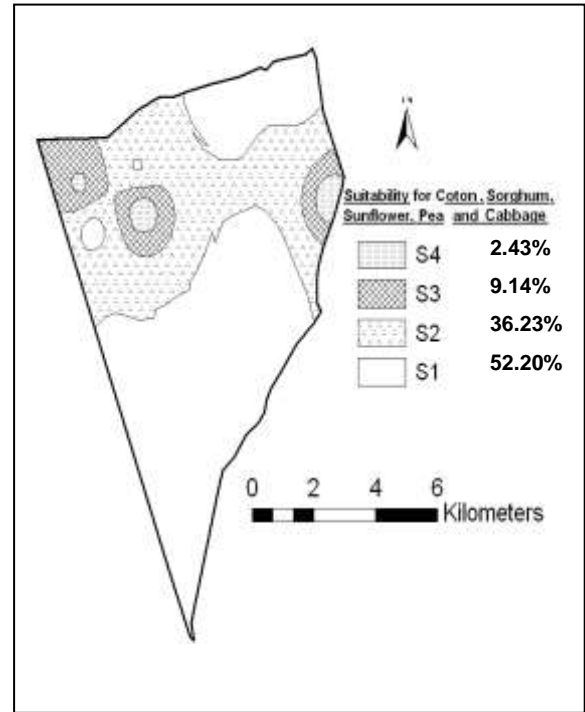 N
Suitability for Coton, Sorghum,
Sunflower, Pea and Cabbage
S4 2.43%
S3 9.14%
S2 36.23%
S1 52.20%
0 2 4 6
Kilometers